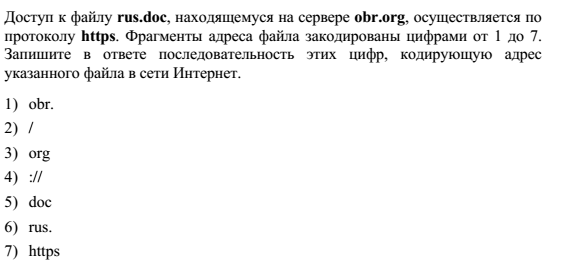 Доступ к файлу rus.doc, находящемуся на сервере obr.org, осуществляется по
протоколу https. Фрагменты адреса файла закодированы цифрами от 1 до 7.
Запишите в ответе последовательность этих цифр, кодирующую адрес
указанного файла в сети Интернет.
1) obr.
2) /
3) org
4) ://
5) doc
6) rus.
7) https